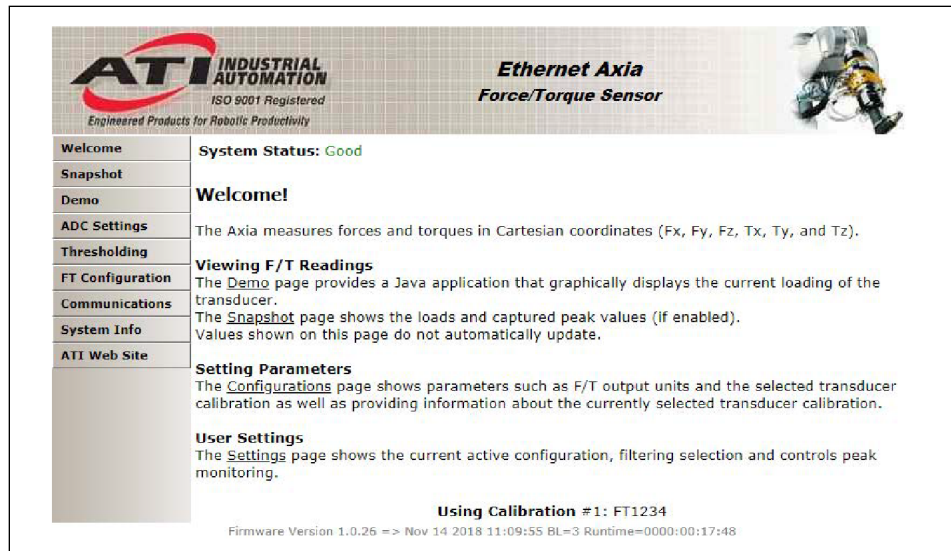 ATI INDUSTRIAL
AUTOMATION
ISO 9001 Registered
Engineered Products for Robotic Productivity
Ethernet Axia
Force/Torque Sensor
Welcome
Snapshot
Demo
ADC Settings
Thresholding
FT Configuration
Communications
System Info
ATI Web Site
System Status: Good
Welcome!
The Axia measures forces and torques in Cartesian coordinates (Fx, Fy, Fz, Tx, Ty, and Tz).
Viewing F/T Readings
The Demo page provides a Java application that graphically displays the current loading of the
transducer.
The Snapshot page shows the loads and captured peak values (if enabled).
Values shown on this page do not automatically update.
Setting Parameters
The Configurations page shows parameters such as F/T output units and the selected transducer
calibration as well as providing information about the currently selected transducer calibration.
User Settings
The Settings page shows the current active configuration, filtering selection and controls peak
monitoring.
Using Calibration #1: FT1234
Firmware Version 1.0.26 => Nov 14 2018 11:09:55 BL=3 Runtime=0000:00:17:48